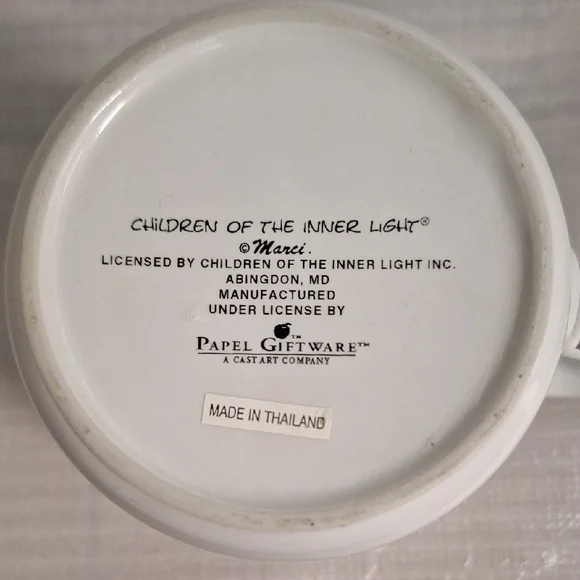 CHILDREN OF THE INNER LIGHT®
© Marci.
LICENSED BY CHILDREN OF THE INNER LIGHT INC.
ABINGDON, MD
MANUFACTURED
UNDER LICENSE BY
PAPEL GIFTWARE™
A CAST ART COMPANY
MADE IN THAILAND